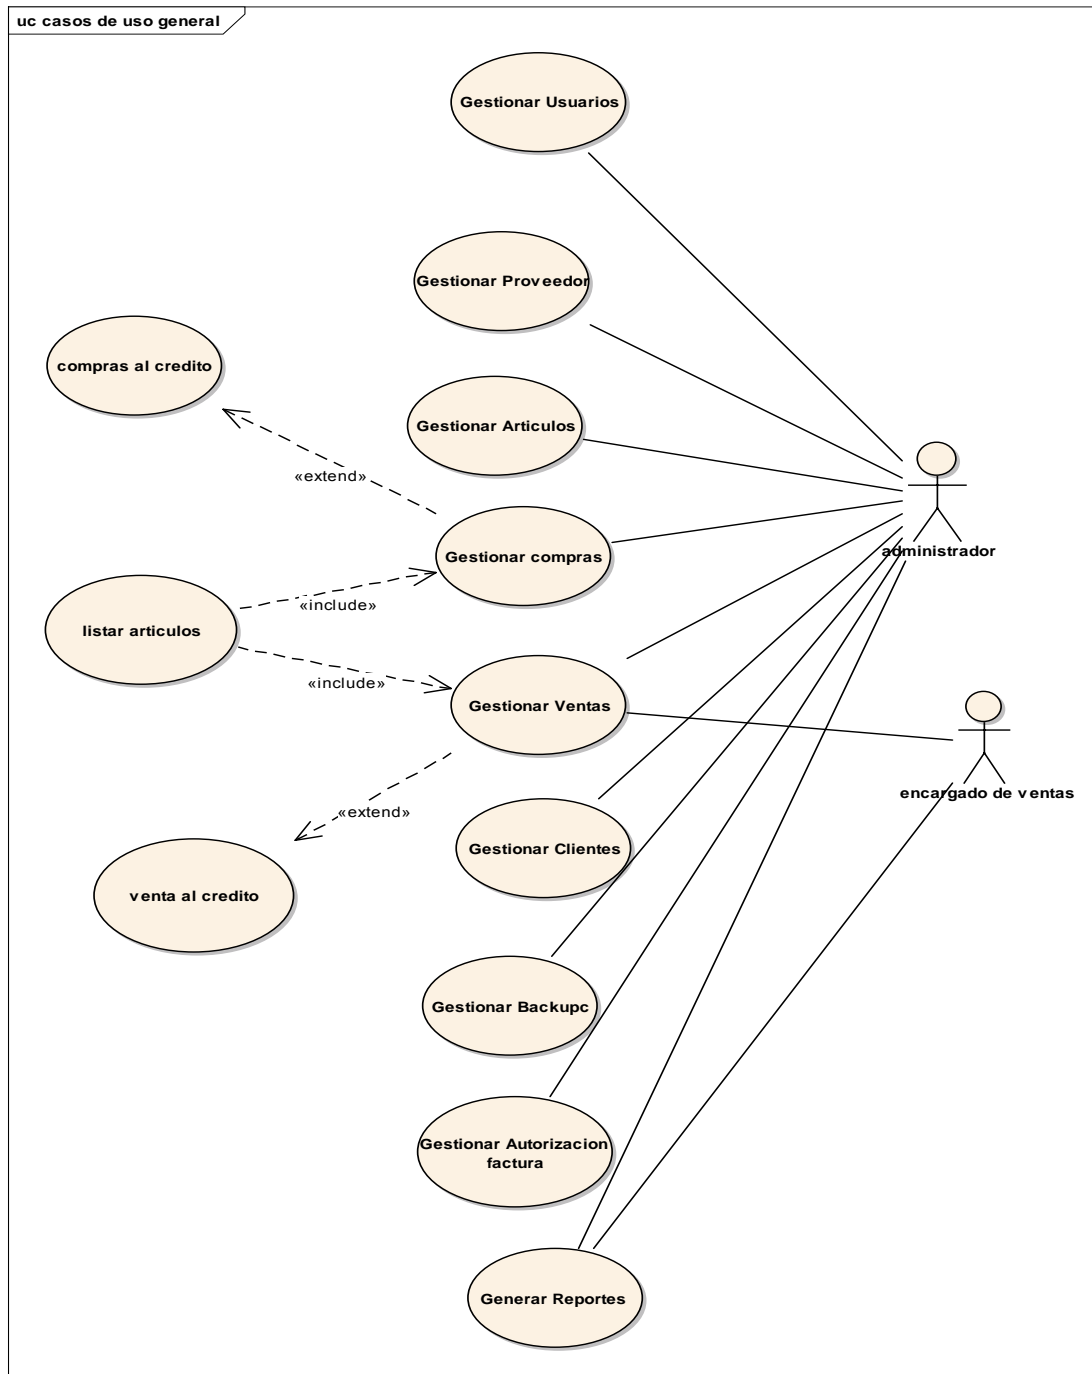 uc casos de uso general
Gestionar Usuarios
Gestionar Proveedor
compras al credito
Gestionar Articulos
«extend»
Gestionar compras
administrador
«include»
listar articulos
«include»
Gestionar Ventas
encargado de ventas
«extend»
Gestionar Clientes
venta al credito
Gestionar Backupc
Gestionar Autorizacion
factura
Generar Reportes